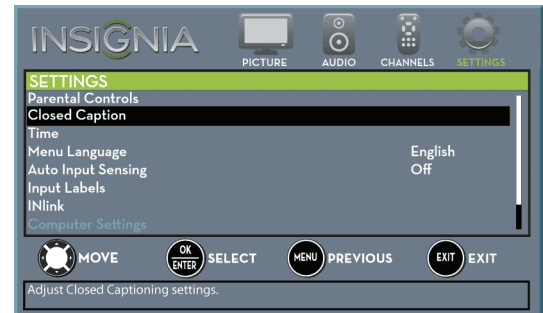 INSIGNIA
PICTURE AUDIO CHANNELS SETTINGS
SETTINGS
Parental Controls
Closed Caption
Time
Menu Language English
Auto Input Sensing Off
Input Labels
INlink
Computer Settings
MOVE OK ENTER SELECT MENU PREVIOUS EXIT EXIT
Adjust Closed Captioning settings.